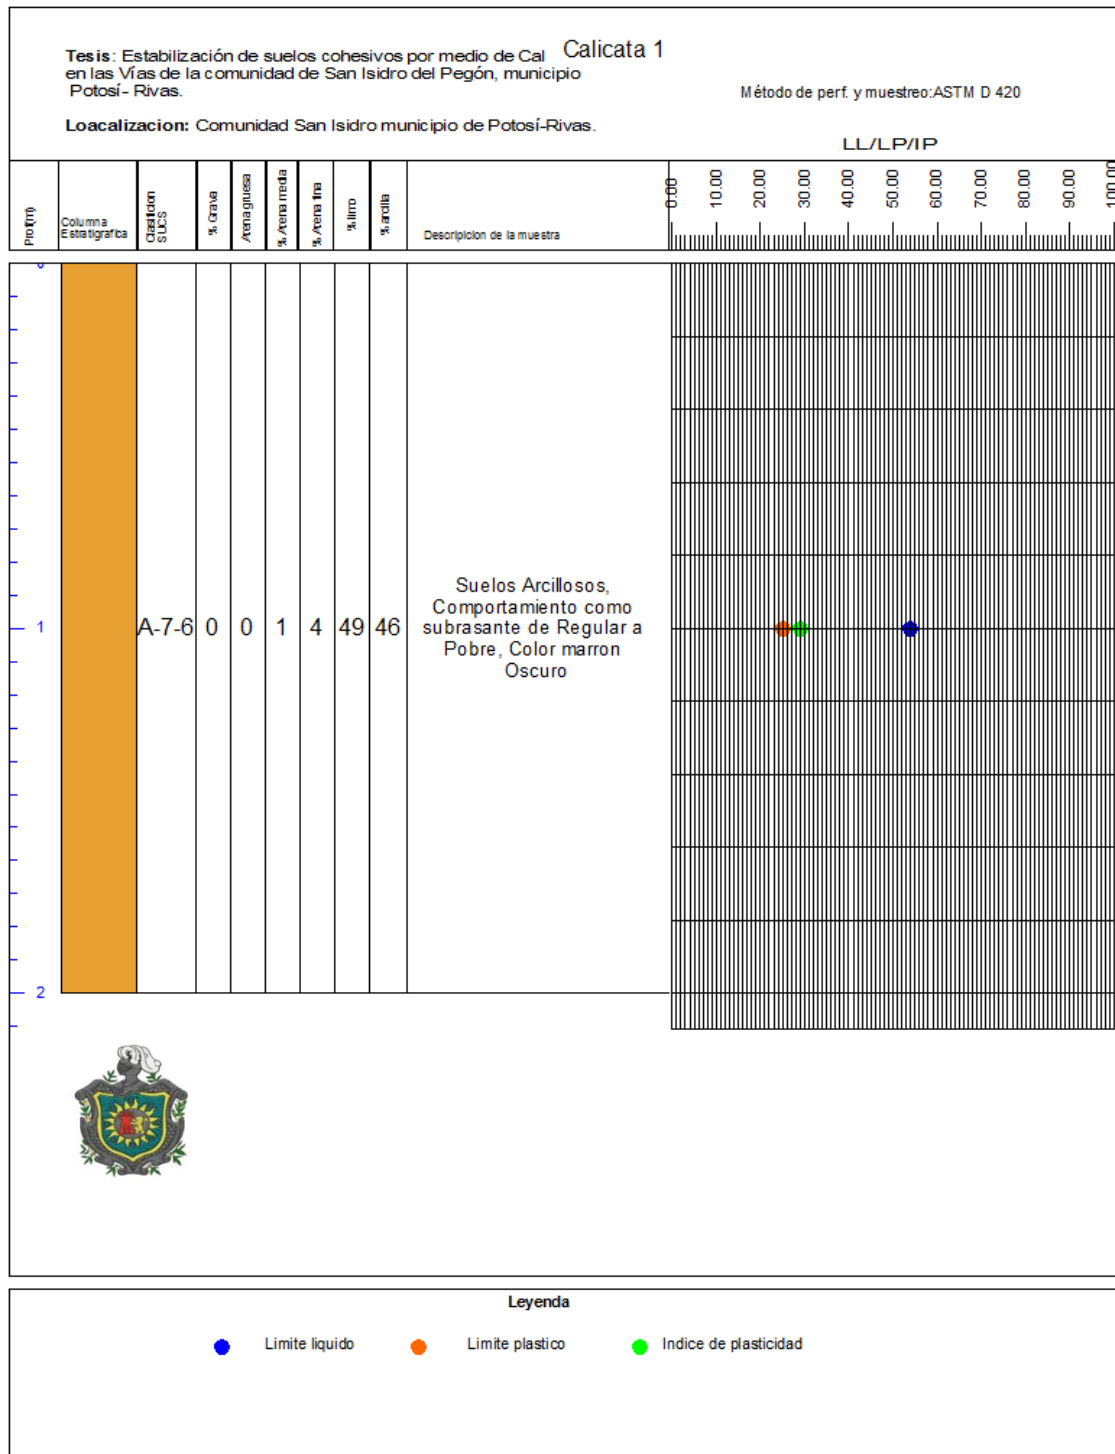 Tesis: Estabilización de suelos cohesivos por medio de Cal
en las Vías de la comunidad de San Isidro del Pegón, municipio
Potosí- Rivas.
Calicata 1
Método de perf. y muestreo:ASTM D 420
Loacalizacion: Comunidad San Isidro municipio de Potosí-Rivas.
LL/LP/IP
Prof(m)
Columna
Estratigrafica
Clasificion
SUCS
% Grava
Arena gruesa
% Arena media
% Arena fina
% limo
% arcilla
Descripicion de la muestra
0.00 10.00 20.00 30.00 40.00 50.00 60.00 70.00 80.00 90.00 100.00
0
1
A-7-6 0 0 1 4 49 46
Suelos Arcillosos,
Comportamiento como
subrasante de Regular a
Pobre, Color marron
Oscuro
2
Leyenda
Limite liquido Limite plastico Indice de plasticidad